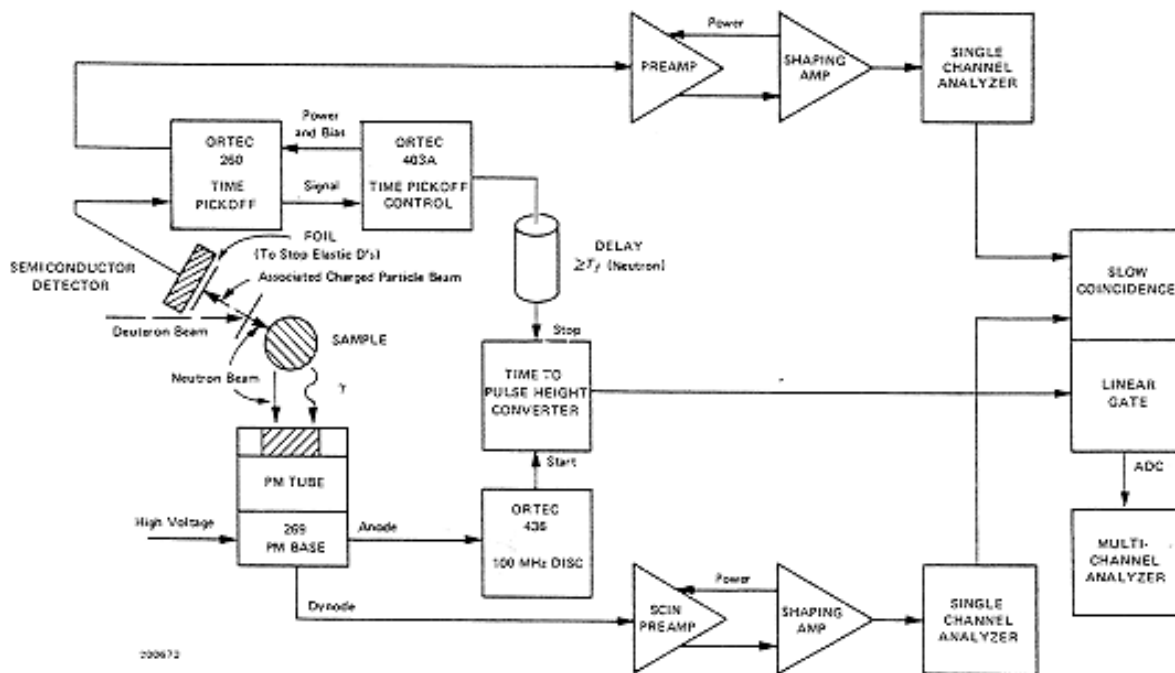 Power
PREAMP
SHAPING
AMP
SINGLE
CHANNEL
ANALYZER
ORTEC
260
TIME
PICKOFF
Power
and Bias
Signal
ORTEC
403A
TIME PICKOFF
CONTROL
FOIL
(To Stop Elastic D's)
SEMICONDUCTOR
DETECTOR
Associated Charged Particle Beam
Deuteron Beam
SAMPLE
Neutron Beam
γ
DELAY
≥Tf (Neutron)
Stop
TIME TO
PULSE HEIGHT
CONVERTER
Start
SLOW
COINCIDENCE
LINEAR
GATE
ADC
MULTI-
CHANNEL
ANALYZER
PM TUBE
High Voltage
269
PM BASE
Anode
ORTEC
436
100 MHz DISC
Dynode
Power
SCIN
PREAMP
SHAPING
AMP
SINGLE
CHANNEL
ANALYZER